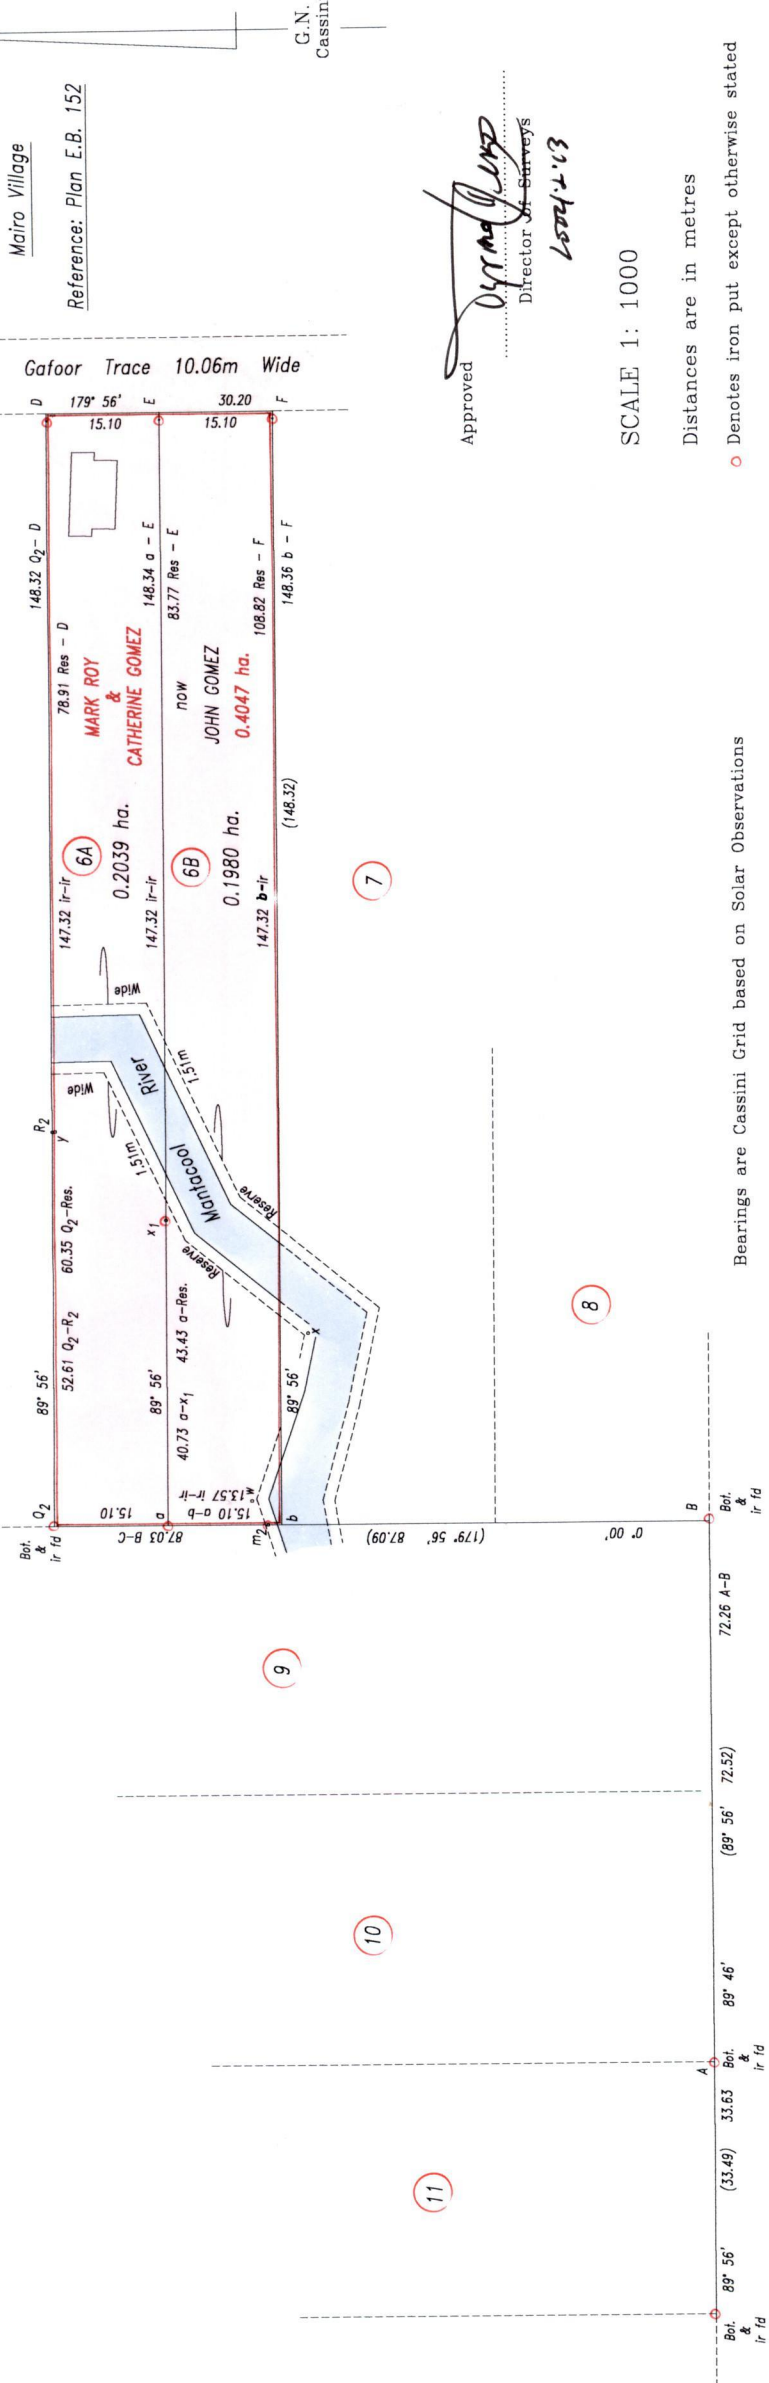 G.N.
Cassin
Mairo Village
Reference: Plan E.B. 152
Gafoor Trace 10.06m Wide
D 179° 56' E 30.20 F
15.10 15.10
148.32 Q2- D
78.91 Res - D
MARK ROY
&
CATHERINE GOMEZ
148.34 a - E
83.77 Res - E
now
JOHN GOMEZ
0.4047 ha.
108.82 Res - F
148.36 b - F
(148.32)
147.32 ir-ir
6A
0.2039 ha.
147.32 ir-ir
6B
0.1980 ha.
147.32 b-ir
7
Wide
Wide
1.51m
1.51m
River
Mantacool
Reserve
Reserve
R2
y
x1
x
89° 56'
52.61 Q2-R2
60.35 Q2-Res.
89° 56'
40.73 a-x1
43.43 a-Res.
89° 56'
Q2
Bot.
&
ir fd
15.10
a
87.03 B-C
15.10 a-b
13.57 ir-ir
w
m2
b
(179° 56' 87.09)
0° 00'
8
B
Bot.
&
ir fd
9
72.26 A-B
(89° 56' 72.52)
10
89° 46'
A
Bot.
&
ir fd
11
89° 56' (33.49) 33.63
Bot.
&
ir fd
Approved
Director of Surveys
SCALE 1: 1000
Distances are in metres
Denotes iron put except otherwise stated
Bearings are Cassini Grid based on Solar Observations